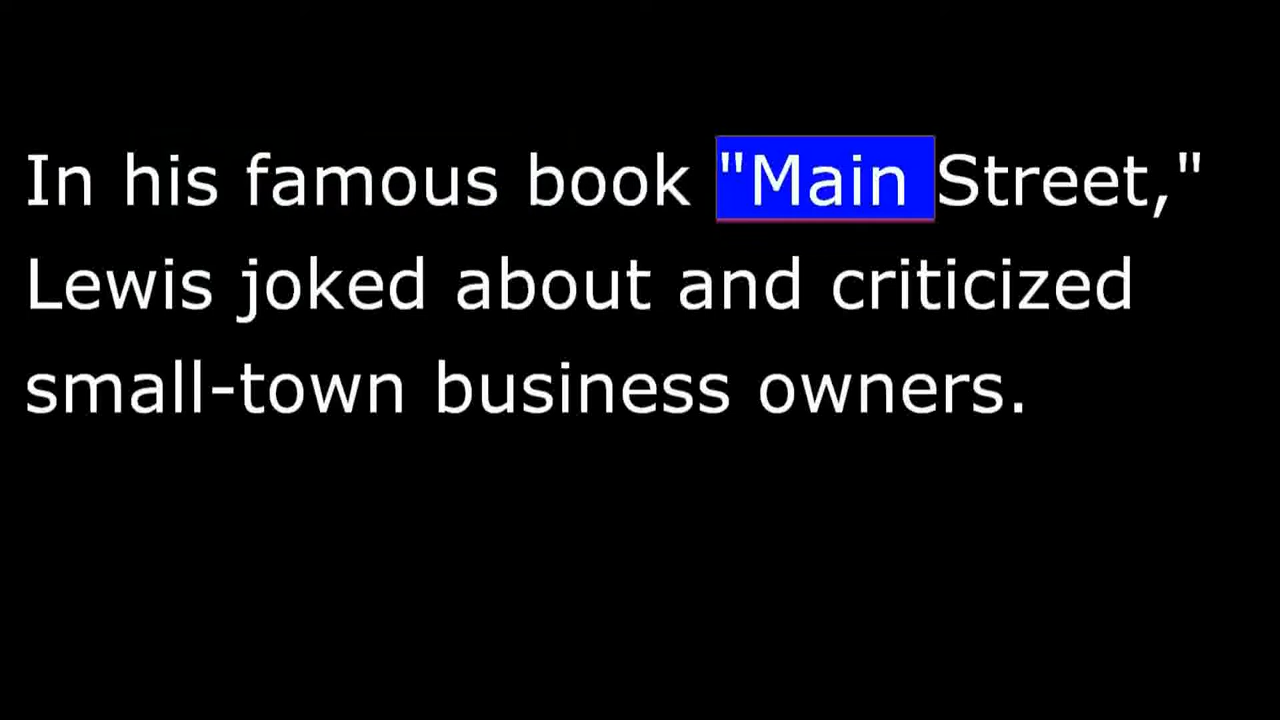 In his famous book "Main Street,"
Lewis joked about and criticized
small-town business owners.